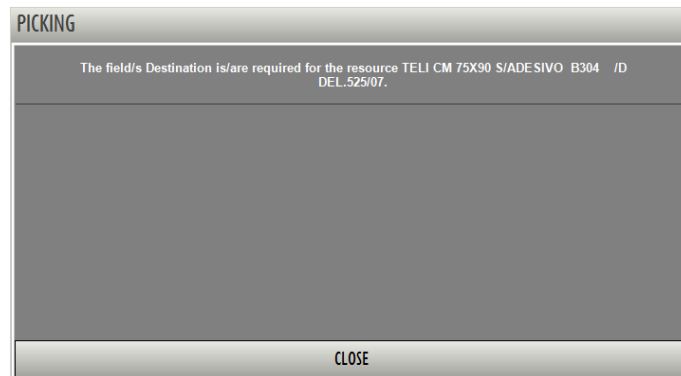 PICKING
The field/s Destination is/are required for the resource TELI CM 75X90 S/ADESIVO B304 /D
DEL.525/07.
CLOSE